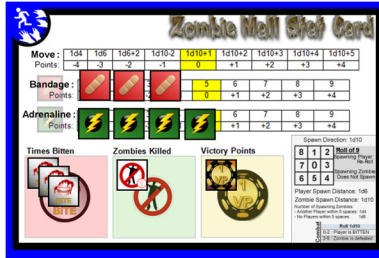 Zombie Mall Stat Card
Move : 1d4 1d6 1d6+2 1d10-2 1d10+1 1d10+2 1d10+3 1d10+4 1d10+5
Points: -4 -3 -2 -1 0 +1 +2 +3 +4
Bandage : 5 6 7 8 9
Points: 0 +1 +2 +3 +4
Adrenaline : 6 7 8 9
Points: +1 +2 +3 +4
Times Bitten Zombies Killed Victory Points
BITE
1
VP
Spawn Direction: 1d10
8 1 2
7 0 3
6 5 4
Roll of 9
Spawning Player:
Re-Roll
Spawning Zombie:
Does Not Spawn
Player Spawn Distance: 1d6
Zombie Spawn Distance: 1d10
Number of Spawning Zombies:
- Another Player within 5 spaces: 1d4
- No Players within 5 spaces: 1d6
Combat
Roll 1d10
0-2 Player is BITTEN
3-9 Zombie is defeated